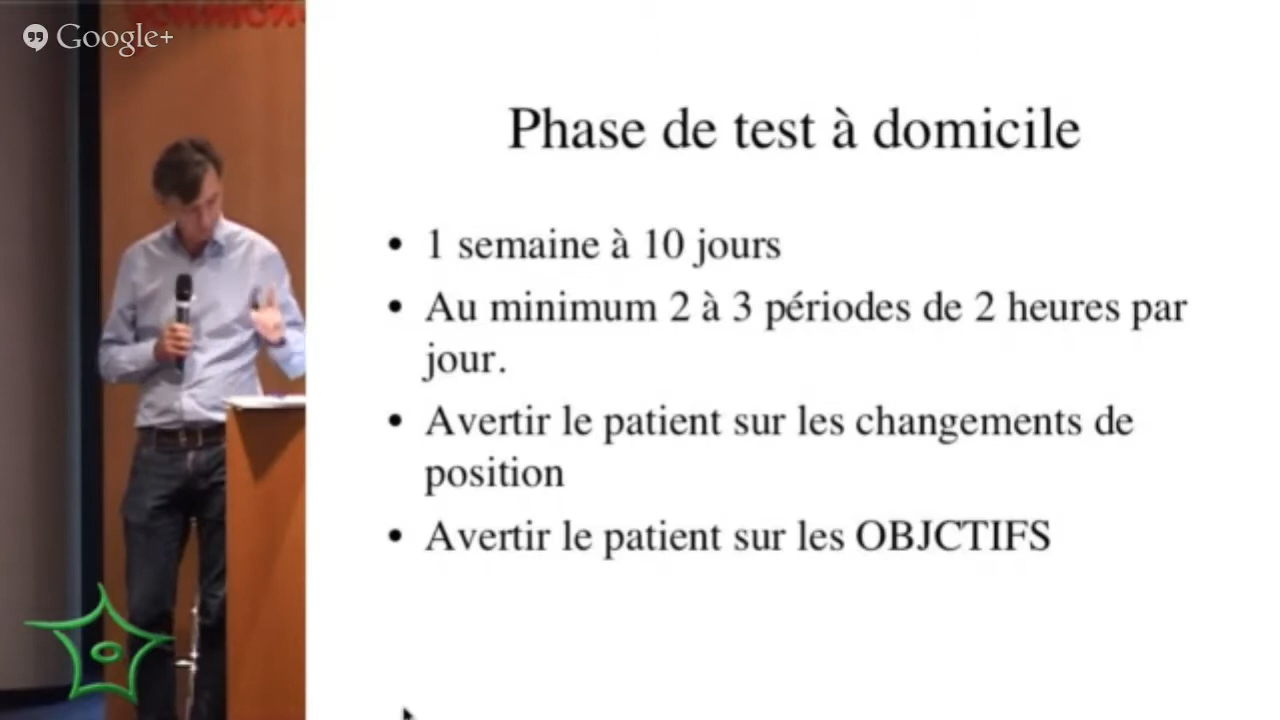 Google+
Phase de test à domicile
• 1 semaine à 10 jours
• Au minimum 2 à 3 périodes de 2 heures par
jour.
• Avertir le patient sur les changements de
position
• Avertir le patient sur les OBJCTIFS